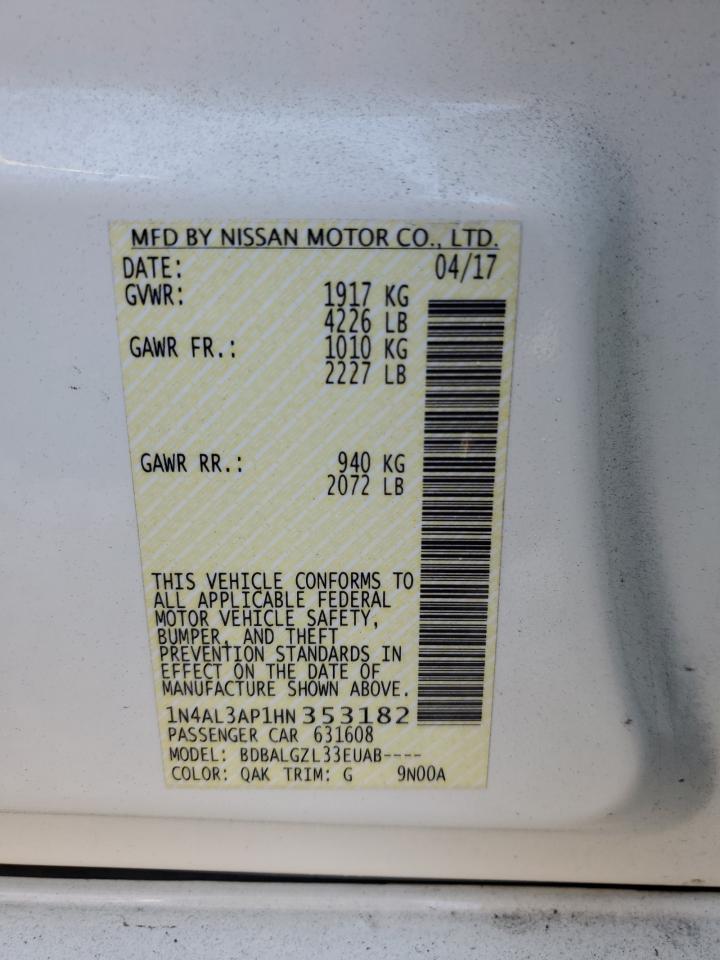 MFD BY NISSAN MOTOR CO., LTD.
DATE: 04/17
GVWR: 1917 KG
4226 LB
GAWR FR.: 1010 KG
2227 LB
GAWR RR.: 940 KG
2072 LB
THIS VEHICLE CONFORMS TO
ALL APPLICABLE FEDERAL
MOTOR VEHICLE SAFETY,
BUMPER, AND THEFT
PREVENTION STANDARDS IN
EFFECT ON THE DATE OF
MANUFACTURE SHOWN ABOVE.
1N4AL3AP1HN353182
PASSENGER CAR 631608
MODEL: BDBALGZL33EUAB----
COLOR: QAK TRIM: G 9N00A